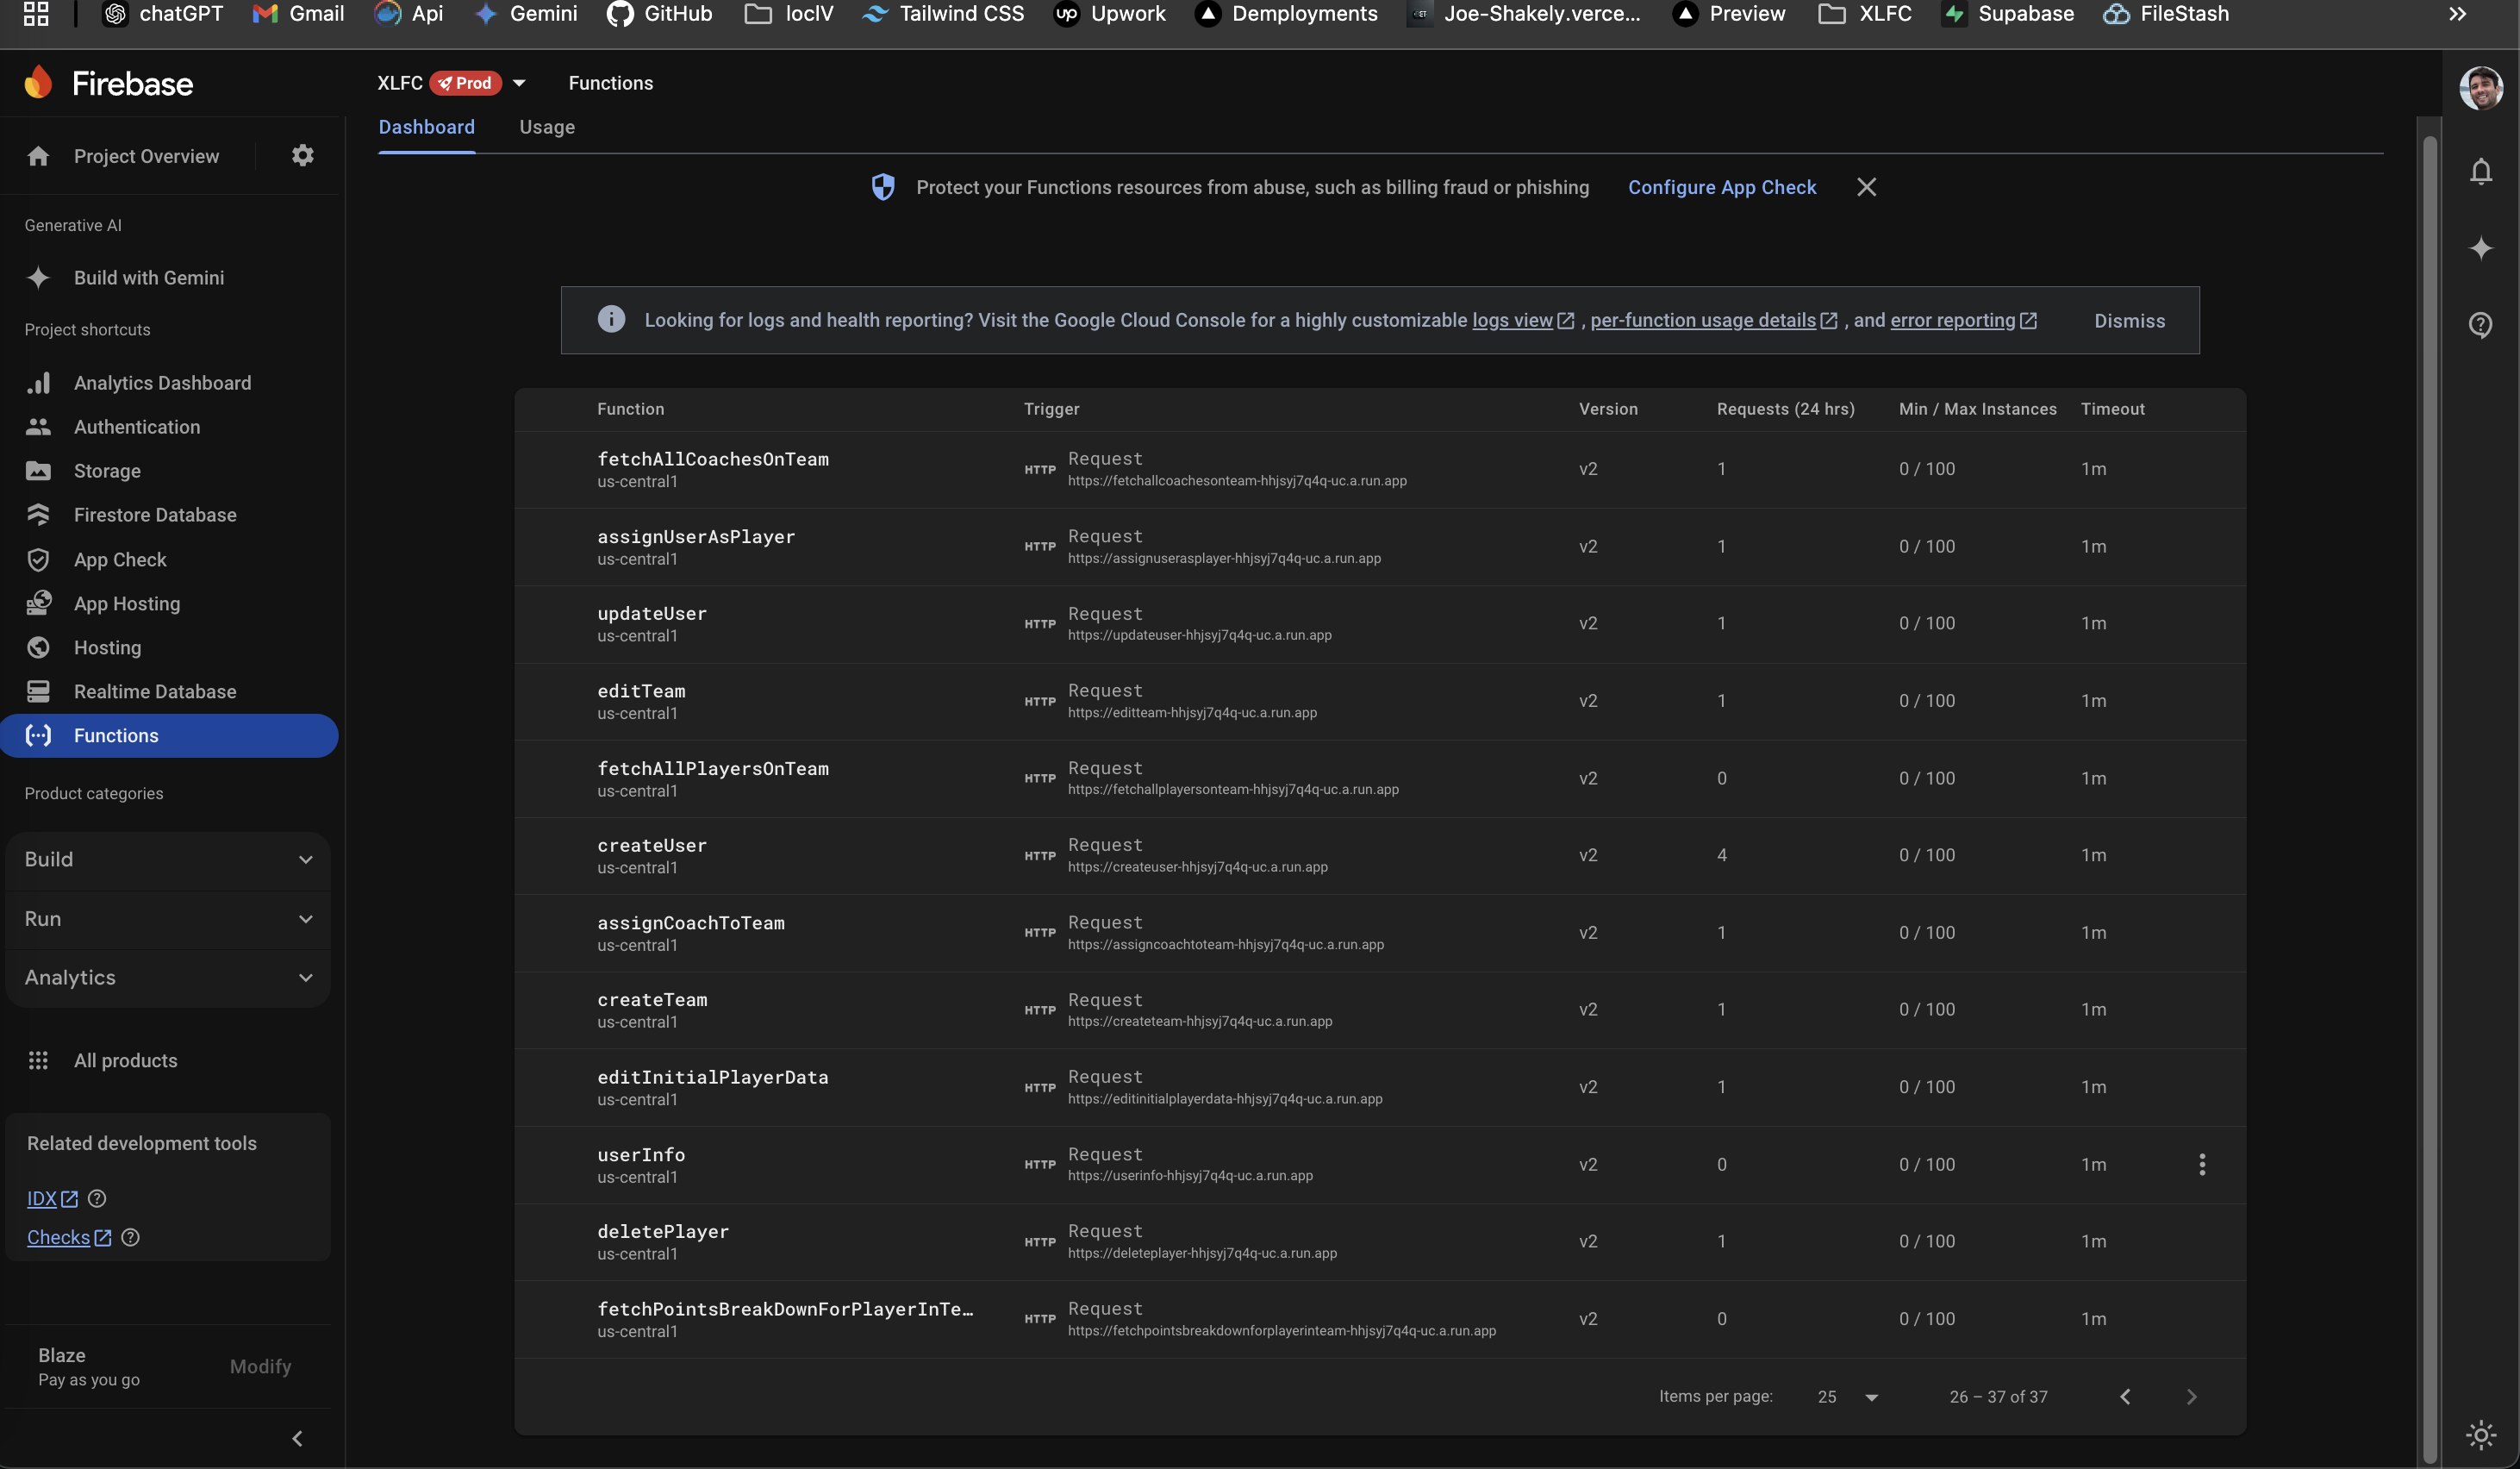 chatGPT Gmail Api Gemini GitHub loclV Tailwind CSS Upwork Demployments Joe-Shakely.verce... Preview XLFC Supabase FileStash
Firebase
XLFC Prod Functions
Dashboard Usage
Project Overview
Protect your Functions resources from abuse, such as billing fraud or phishing Configure App Check
Generative AI
Build with Gemini
Project shortcuts
Analytics Dashboard
Authentication
Storage
Firestore Database
App Check
App Hosting
Hosting
Realtime Database
Functions
Product categories
Build
Run
Analytics
All products
Related development tools
IDX
Checks
Blaze
Pay as you go
Modify
Looking for logs and health reporting? Visit the Google Cloud Console for a highly customizable logs view , per-function usage details , and error reporting Dismiss
Function Trigger Version Requests (24 hrs) Min / Max Instances Timeout
fetchAllCoachesOnTeam
us-central1
HTTP Request
https://fetchallcoachesonteam-hhjsyj7q4q-uc.a.run.app
v2 1 0 / 100 1m
assignUserAsPlayer
us-central1
HTTP Request
https://assignuserasplayer-hhjsyj7q4q-uc.a.run.app
v2 1 0 / 100 1m
updateUser
us-central1
HTTP Request
https://updateuser-hhjsyj7q4q-uc.a.run.app
v2 1 0 / 100 1m
editTeam
us-central1
HTTP Request
https://editteam-hhjsyj7q4q-uc.a.run.app
v2 1 0 / 100 1m
fetchAllPlayersOnTeam
us-central1
HTTP Request
https://fetchallplayersonteam-hhjsyj7q4q-uc.a.run.app
v2 0 0 / 100 1m
createUser
us-central1
HTTP Request
https://createuser-hhjsyj7q4q-uc.a.run.app
v2 4 0 / 100 1m
assignCoachToTeam
us-central1
HTTP Request
https://assigncoachtoteam-hhjsyj7q4q-uc.a.run.app
v2 1 0 / 100 1m
createTeam
us-central1
HTTP Request
https://createteam-hhjsyj7q4q-uc.a.run.app
v2 1 0 / 100 1m
editInitialPlayerData
us-central1
HTTP Request
https://editinitialplayerdata-hhjsyj7q4q-uc.a.run.app
v2 1 0 / 100 1m
userInfo
us-central1
HTTP Request
https://userinfo-hhjsyj7q4q-uc.a.run.app
v2 0 0 / 100 1m
deletePlayer
us-central1
HTTP Request
https://deleteplayer-hhjsyj7q4q-uc.a.run.app
v2 1 0 / 100 1m
fetchPointsBreakDownForPlayerInTe…
us-central1
HTTP Request
https://fetchpointsbreakdownforplayerinteam-hhjsyj7q4q-uc.a.run.app
v2 0 0 / 100 1m
Items per page: 25 26 – 37 of 37